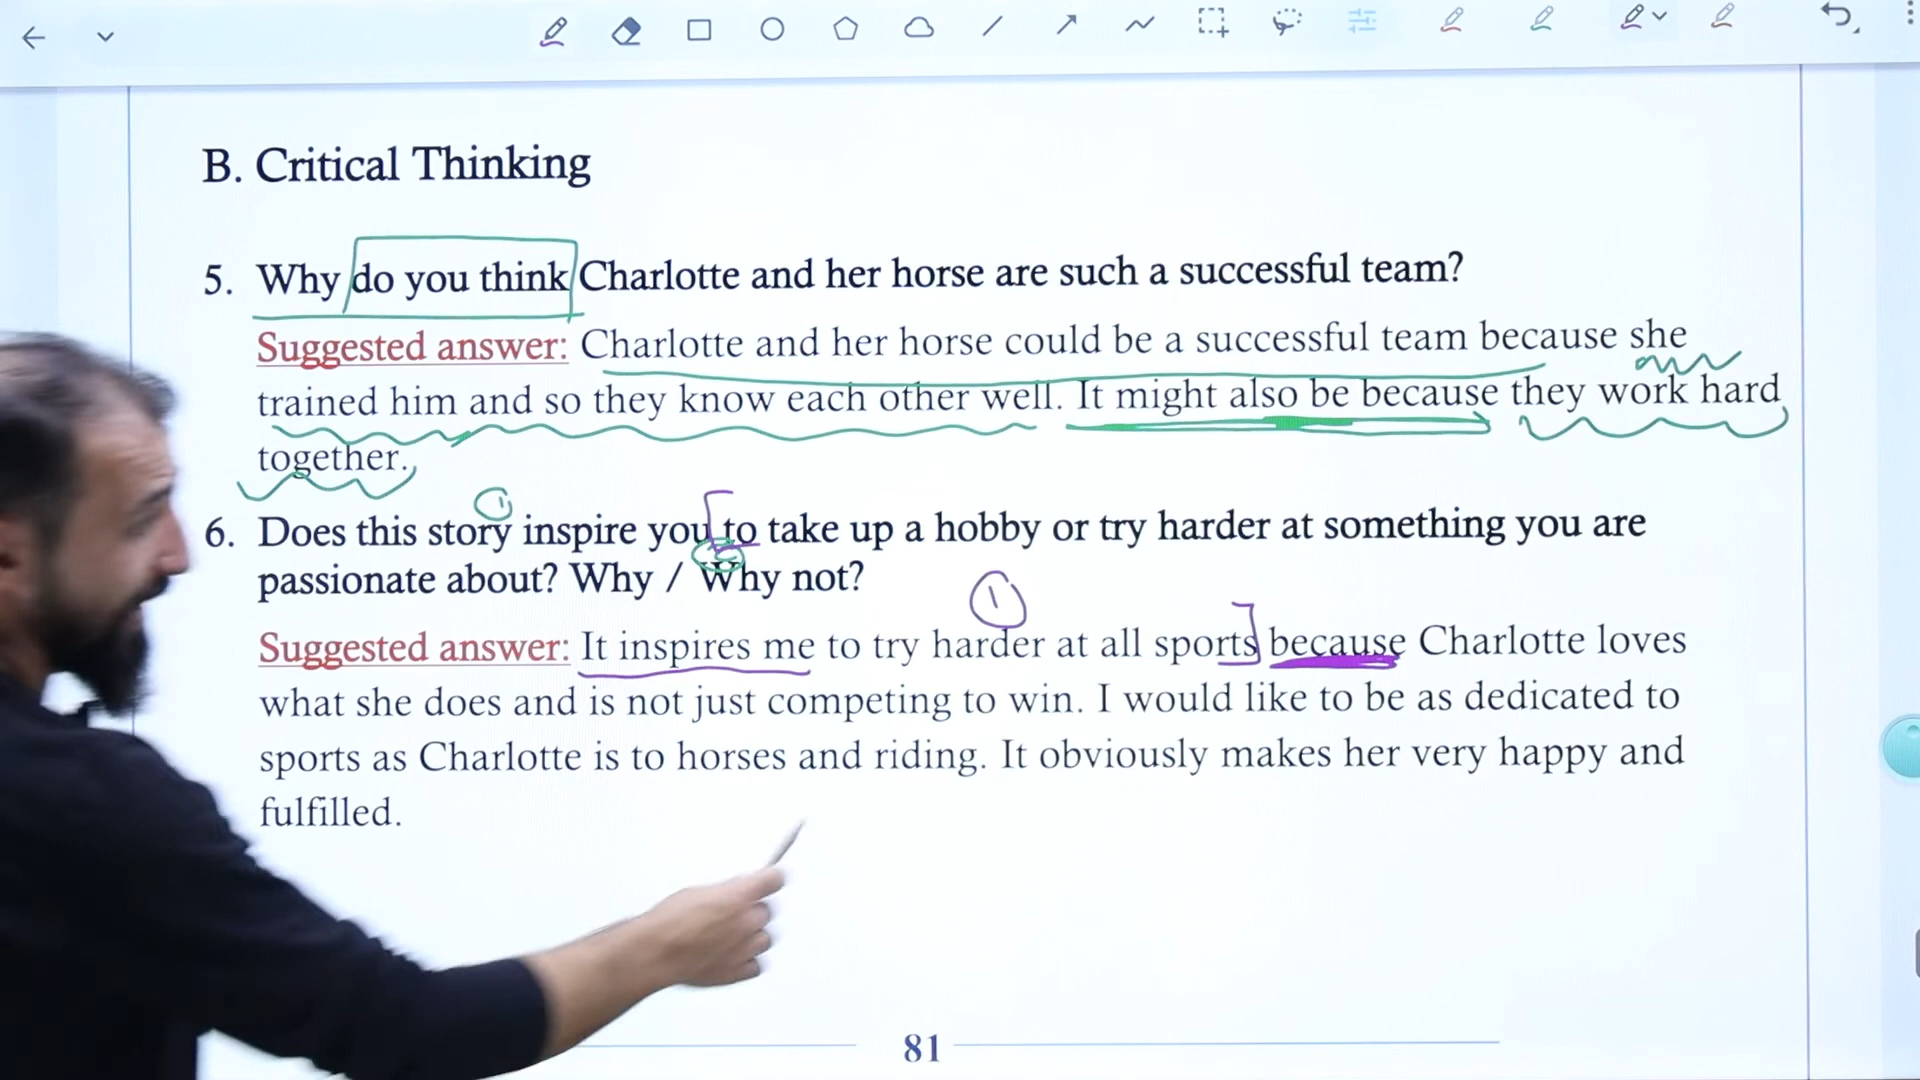 B. Critical Thinking
5. Why do you think Charlotte and her horse are such a successful team?
Suggested answer: Charlotte and her horse could be a successful team because she
trained him and so they know each other well. It might also be because they work hard
together.
1
6. Does this story inspire you to take up a hobby or try harder at something you are
2
passionate about? Why / Why not?
1
Suggested answer: It inspires me to try harder at all sports because Charlotte loves
what she does and is not just competing to win. I would like to be as dedicated to
sports as Charlotte is to horses and riding. It obviously makes her very happy and
fulfilled.
81